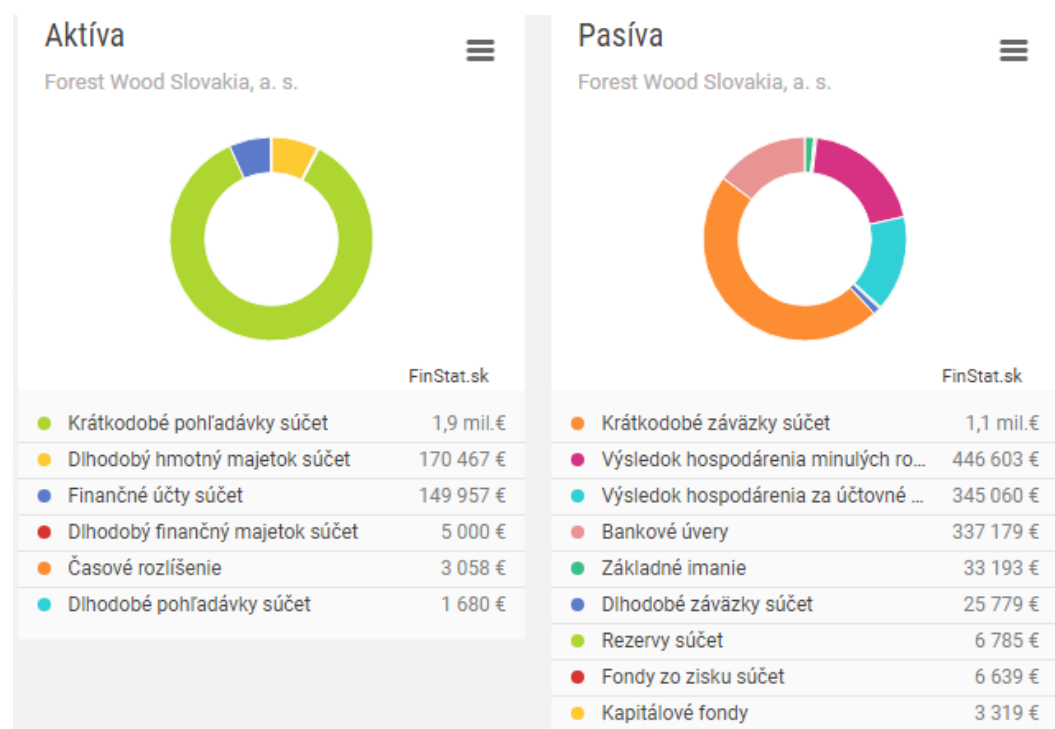 Aktíva
Forest Wood Slovakia, a. s.
FinStat.sk
Krátkodobé pohľadávky súčet 1,9 mil.€
Dlhodobý hmotný majetok súčet 170 467 €
Finančné účty súčet 149 957 €
Dlhodobý finančný majetok súčet 5 000 €
Časové rozlíšenie 3 058 €
Dlhodobé pohľadávky súčet 1 680 €
Pasíva
Forest Wood Slovakia, a. s.
FinStat.sk
Krátkodobé záväzky súčet 1,1 mil.€
Výsledok hospodárenia minulých ro... 446 603 €
Výsledok hospodárenia za účtovné ... 345 060 €
Bankové úvery 337 179 €
Základné imanie 33 193 €
Dlhodobé záväzky súčet 25 779 €
Rezervy súčet 6 785 €
Fondy zo zisku súčet 6 639 €
Kapitálové fondy 3 319 €